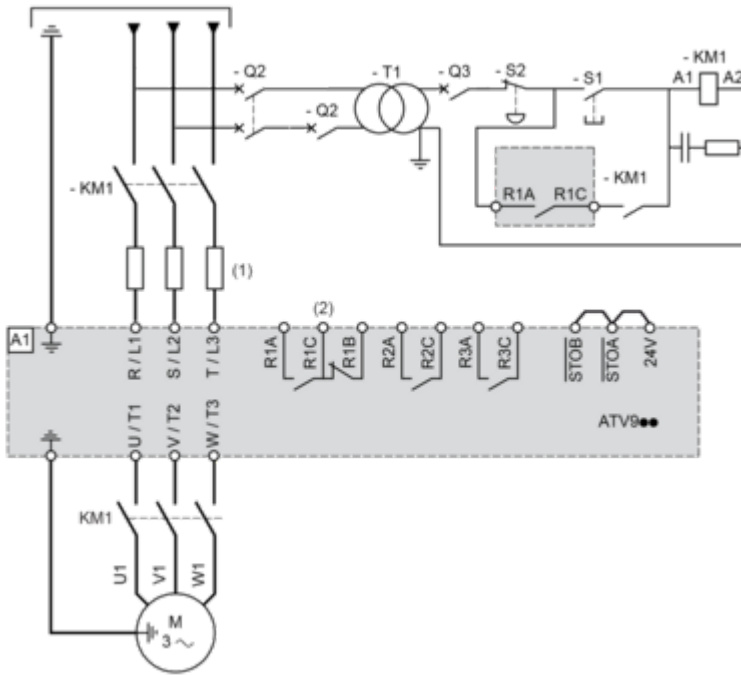 - Q2
- T1
- Q3
- S2
- S1
- KM1
A1
A2
- Q2
- KM1
R1A
R1C
- KM1
(1)
(2)
A1
R / L1
S / L2
T / L3
R1A
R1C
R1B
R2A
R2C
R3A
R3C
STOB
STOA
24V
U / T1
V / T2
W / T3
ATV9●●
KM1
U1
V1
W1
M
3 ~